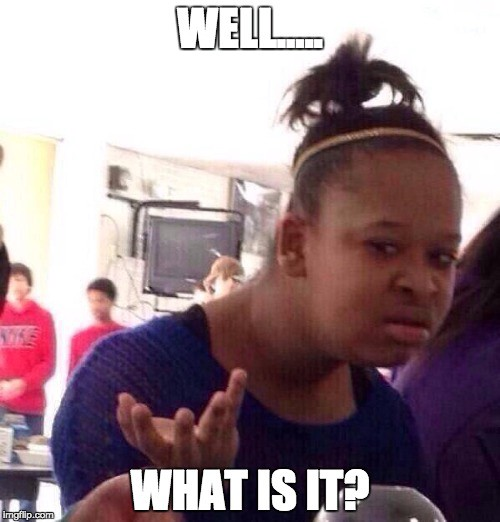 WELL.....
NIKE
WHAT IS IT?
imgflip.com